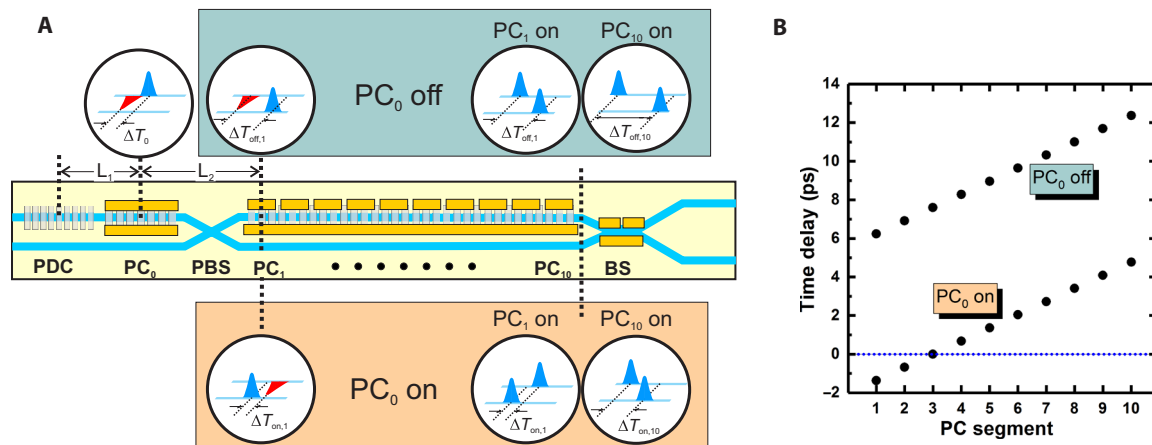 A
PC1 on
PC10 on
PC0 off
ΔT0
ΔToff,1
ΔToff,1
ΔToff,10
L1
L2
PDC
PC0
PBS
PC1
PC10
BS
PC1 on
PC10 on
PC0 on
ΔTon,1
ΔTon,1
ΔTon,10
B
14
12
10
8
6
4
2
0
−2
Time delay (ps)
PC0 off
PC0 on
1 2 3 4 5 6 7 8 9 10
PC segment